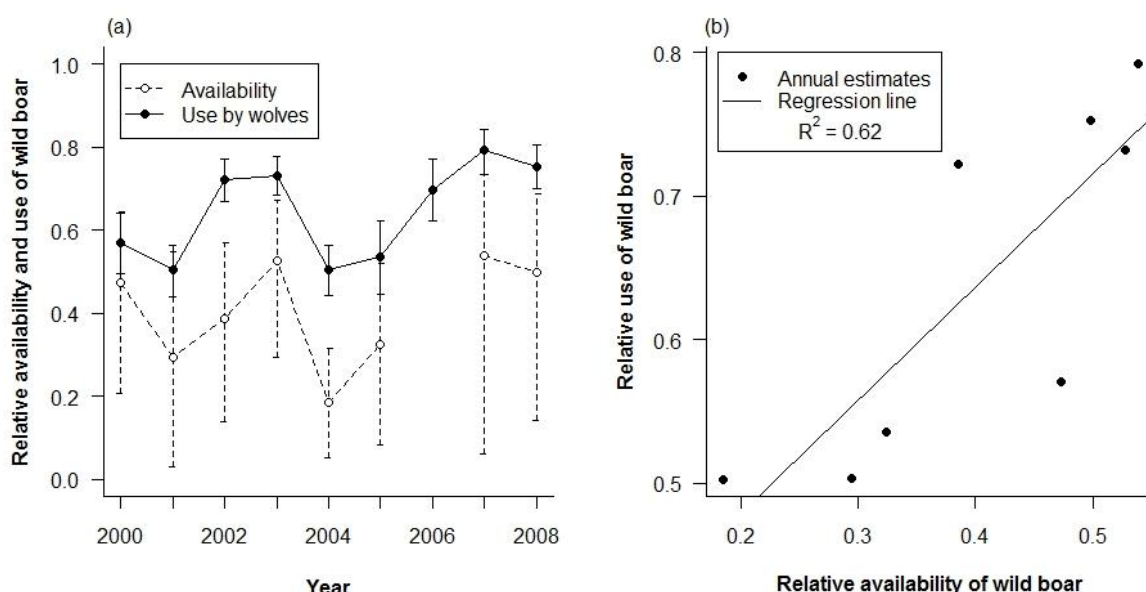 (a)
Relative availability and use of wild boar
1.0
0.8
0.6
0.4
0.2
0.0
Availability
Use by wolves
2000
2002
2004
2006
2008
Year
(b)
Relative use of wild boar
0.8
0.7
0.6
0.5
Annual estimates
Regression line
R² = 0.62
0.2
0.3
0.4
0.5
Relative availability of wild boar